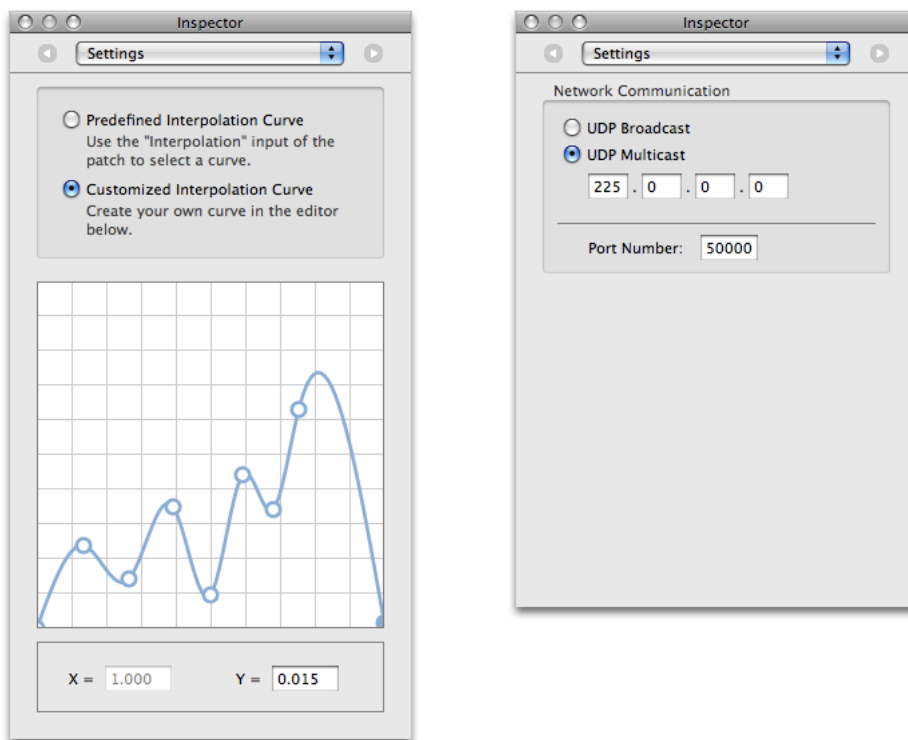 Inspector
Settings
Predefined Interpolation Curve
Use the "Interpolation" input of the
patch to select a curve.
Customized Interpolation Curve
Create your own curve in the editor
below.
X = 1.000 Y = 0.015
Inspector
Settings
Network Communication
UDP Broadcast
UDP Multicast
225 . 0 . 0 . 0
Port Number: 50000